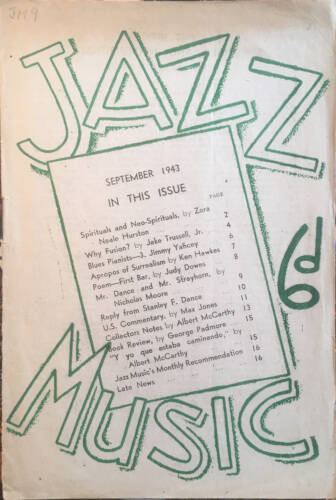 JM9
JAZZ
SEPTEMBER 1943
IN THIS ISSUE
PAGE
Spirituals and Neo-Spirituals, by Zora
Neale Hurston 2
Why Fusion? by Jake Trussell, Jr. 4
Blues Pianists—3. Jimmy Yancey 6
Apropos of Surrealism by Ken Hawkes 7
Poem—First Bar, by Judy Dowes 8
Mr. Dance and Mr. Strayhorn, by
Nicholas Moore 9
Reply from Stanley F. Dance 10
U.S. Commentary, by Max Jones 11
Collectors Notes by Albert McCarthy 13
Book Review, by George Padmore 15
"Y yo que estaba caminendo," by
Albert McCarthy 15
Jazz Music's Monthly Recommendation 16
Late News 16
6d
MUSIC